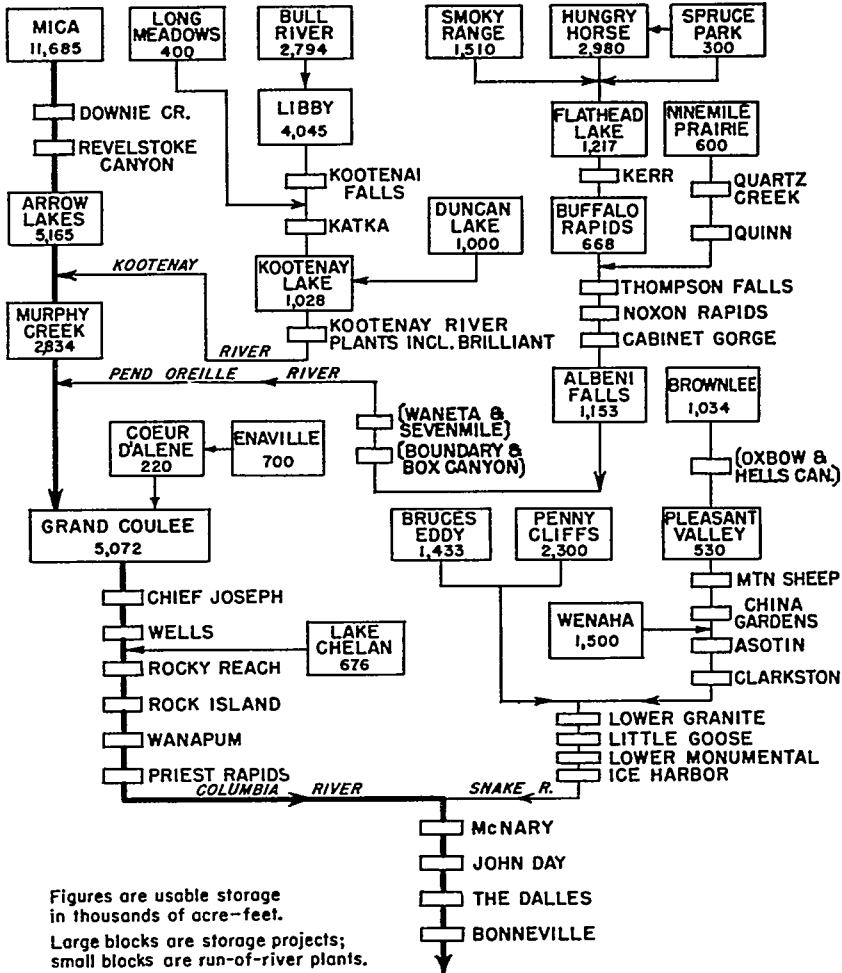 MICA
11,685
LONG
MEADOWS
400
BULL
RIVER
2,794
SMOKY
RANGE
1,510
HUNGRY
HORSE
2,980
SPRUCE
PARK
300
DOWNIE CR.
REVELSTOKE
CANYON
LIBBY
4,045
FLATHEAD
LAKE
1,217
NINEMILE
PRAIRIE
600
KOOTENAI
FALLS
KERR
QUARTZ
CREEK
ARROW
LAKES
5,165
KATKA
DUNCAN
LAKE
1,000
BUFFALO
RAPIDS
668
QUINN
KOOTENAY
KOOTENAY
LAKE
1,028
THOMPSON FALLS
NOXON RAPIDS
CABINET GORGE
MURPHY
CREEK
2,834
KOOTENAY RIVER
PLANTS INCL. BRILLIANT
RIVER
PEND OREILLE RIVER
ALBENI
FALLS
1,153
BROWNLEE
1,034
(WANETA &
SEVENMILE)
(BOUNDARY &
BOX CANYON)
COEUR
D'ALENE
220
ENAVILLE
700
(OXBOW &
HELLS CAN.)
GRAND COULEE
5,072
BRUCES
EDDY
1,433
PENNY
CLIFFS
2,300
PLEASANT
VALLEY
530
MTN SHEEP
CHINA
GARDENS
ASOTIN
CLARKSTON
CHIEF JOSEPH
WELLS
LAKE
CHELAN
676
WENAHA
1,500
ROCKY REACH
ROCK ISLAND
WANAPUM
PRIEST RAPIDS
LOWER GRANITE
LITTLE GOOSE
LOWER MONUMENTAL
ICE HARBOR
COLUMBIA RIVER
SNAKE R.
McNARY
JOHN DAY
THE DALLES
BONNEVILLE
Figures are usable storage
in thousands of acre-feet.
Large blocks are storage projects;
small blocks are run-of-river plants.